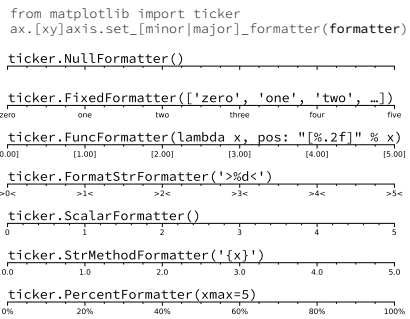 from matplotlib import ticker
ax.[xy]axis.set_[minor|major]_formatter(formatter)
ticker.NullFormatter()
ticker.FixedFormatter(['zero', 'one', 'two', …])
zero one two three four five
ticker.FuncFormatter(lambda x, pos: "[%.2f]" % x)
0.00] [1.00] [2.00] [3.00] [4.00] [5.00]
ticker.FormatStrFormatter('>%d<')
>0< >1< >2< >3< >4< >5<
ticker.ScalarFormatter()
0 1 2 3 4 5
ticker.StrMethodFormatter('{x}')
0.0 1.0 2.0 3.0 4.0 5.0
ticker.PercentFormatter(xmax=5)
0% 20% 40% 60% 80% 100%